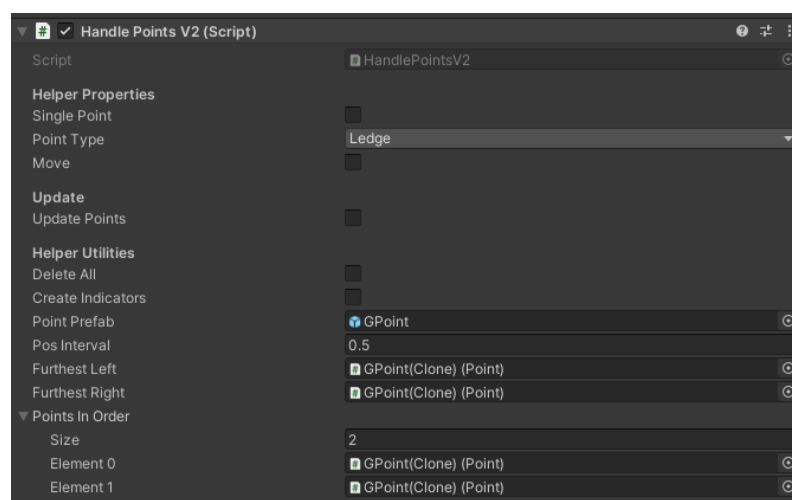 Handle Points V2 (Script)
Script HandlePointsV2
Helper Properties
Single Point
Point Type Ledge
Move
Update
Update Points
Helper Utilities
Delete All
Create Indicators
Point Prefab GPoint
Pos Interval 0.5
Furthest Left GPoint(Clone) (Point)
Furthest Right GPoint(Clone) (Point)
Points In Order
Size 2
Element 0 GPoint(Clone) (Point)
Element 1 GPoint(Clone) (Point)